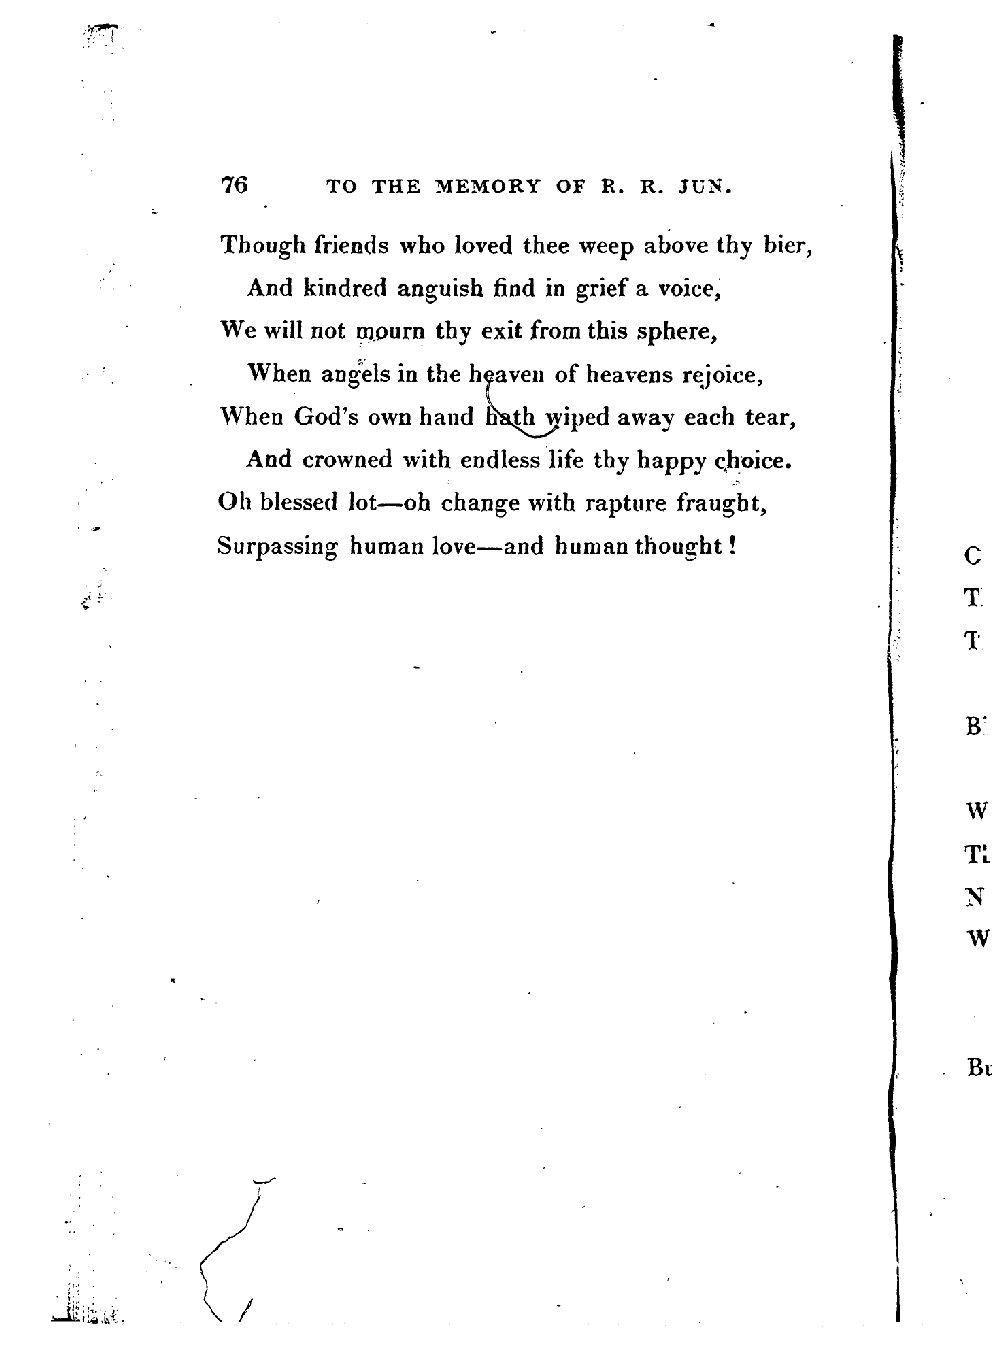 76 TO THE MEMORY OF R. R. JUN.
Though friends who loved thee weep above thy bier,
And kindred anguish find in grief a voice,
We will not mourn thy exit from this sphere,
When angels in the heaven of heavens rejoice,
When God's own hand hath wiped away each tear,
And crowned with endless life thy happy choice.
Oh blessed lot—oh change with rapture fraught,
Surpassing human love—and human thought!